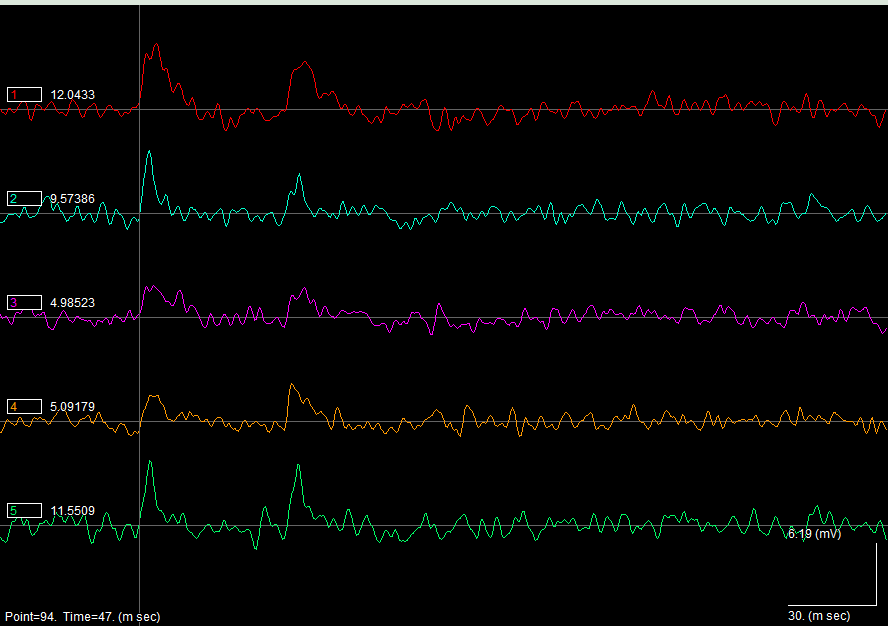 1 12.0433
2 9.57386
3 4.98523
4 5.09179
5 11.5509
6.19 (mV)
Point=94. Time=47. (m sec)
30. (m sec)